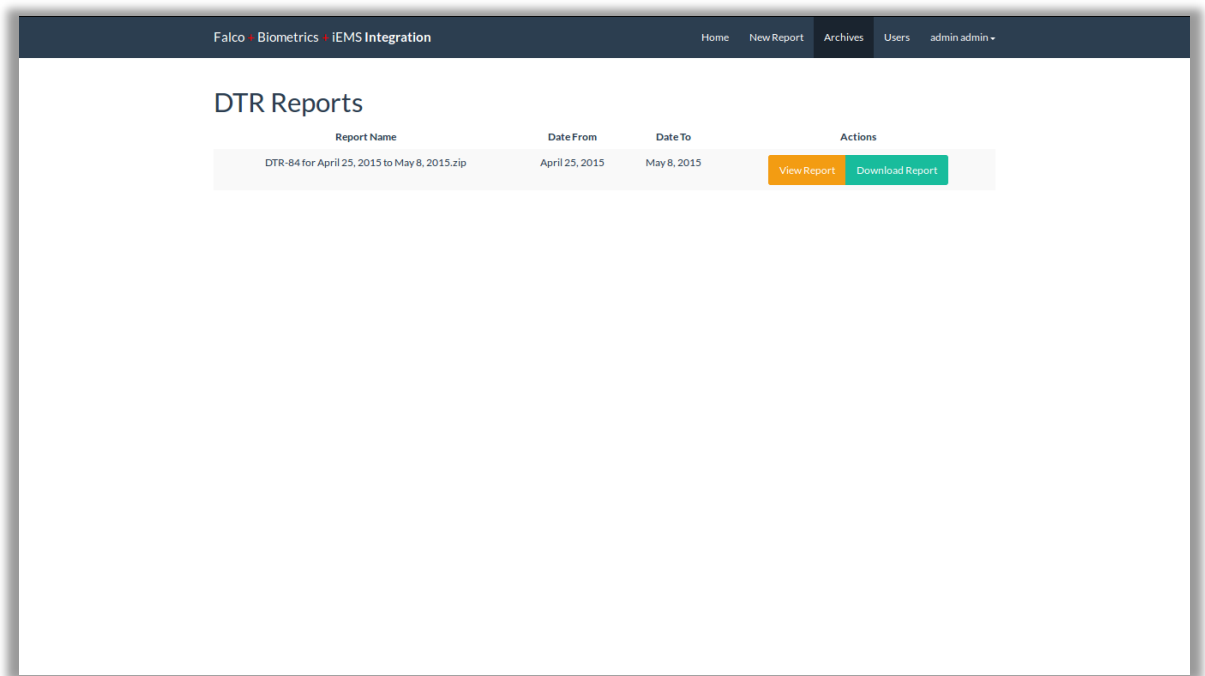 Falco + Biometrics + iEMS Integration Home New Report Archives Users admin admin
DTR Reports
Report Name Date From Date To Actions
DTR-84 for April 25, 2015 to May 8, 2015.zip April 25, 2015 May 8, 2015 View Report Download Report